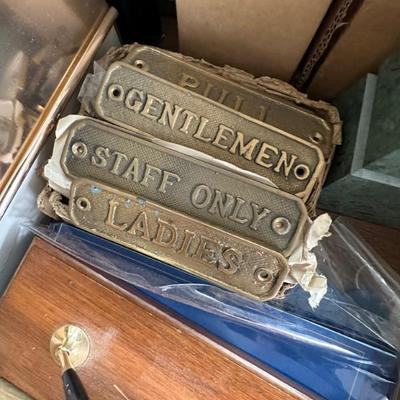 PULL
GENTLEMEN
STAFF ONLY
LADIES